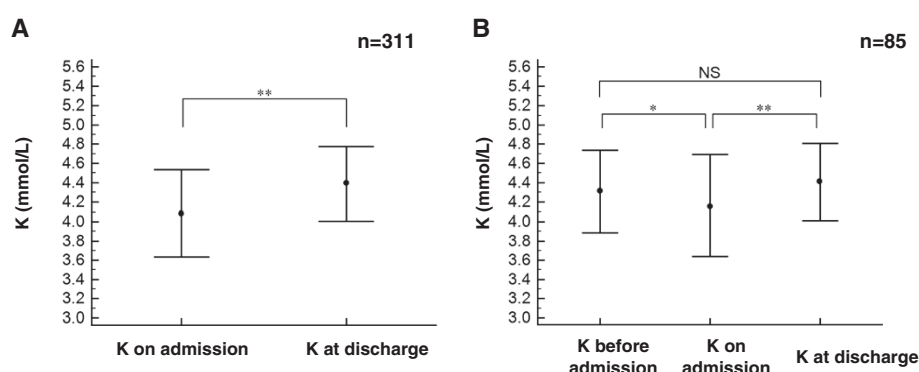 A
n=311
K (mmol/L)
5.6
5.4
5.2
5.0
4.8
4.6
4.4
4.2
4.0
3.8
3.6
3.4
3.2
3.0
**
K on admission
K at discharge
B
n=85
K (mmol/L)
5.6
5.4
5.2
5.0
4.8
4.6
4.4
4.2
4.0
3.8
3.6
3.4
3.2
3.0
NS
*
**
K before
admission
K on
admission
K at discharge